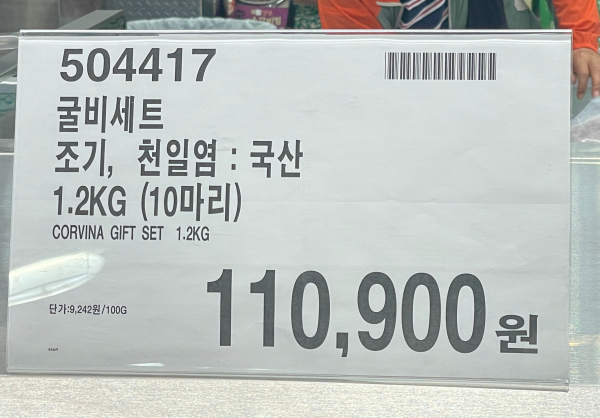 504417
굴비세트
조기, 천일염 : 국산
1.2KG (10마리)
CORVINA GIFT SET 1.2KG
단가:9,242원/100G
110,900원